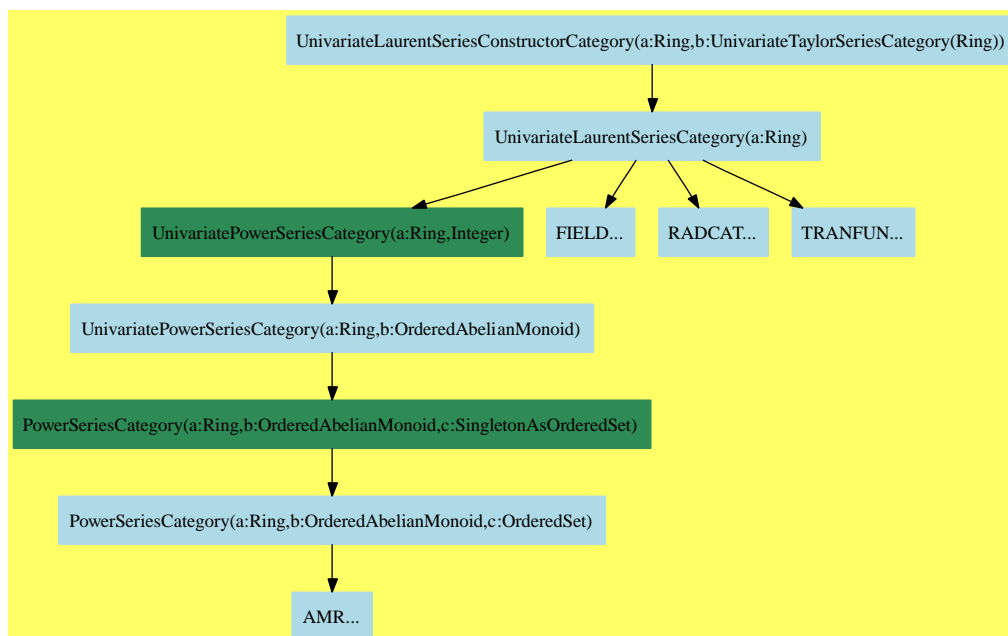 UnivariateLaurentSeriesConstructorCategory(a:Ring,b:UnivariateTaylorSeriesCategory(Ring))
UnivariateLaurentSeriesCategory(a:Ring)
UnivariatePowerSeriesCategory(a:Ring,Integer)
FIELD...
RADCAT...
TRANFUN...
UnivariatePowerSeriesCategory(a:Ring,b:OrderedAbelianMonoid)
PowerSeriesCategory(a:Ring,b:OrderedAbelianMonoid,c:SingletonAsOrderedSet)
PowerSeriesCategory(a:Ring,b:OrderedAbelianMonoid,c:OrderedSet)
AMR...